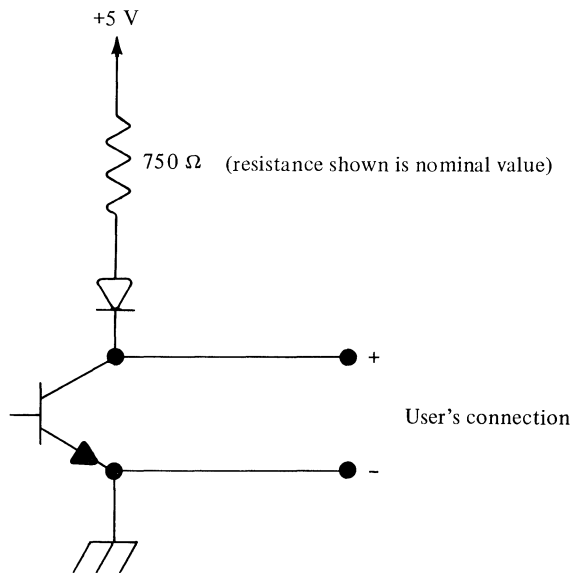 +5 V
750 Ω (resistance shown is nominal value)
+
User's connection
-